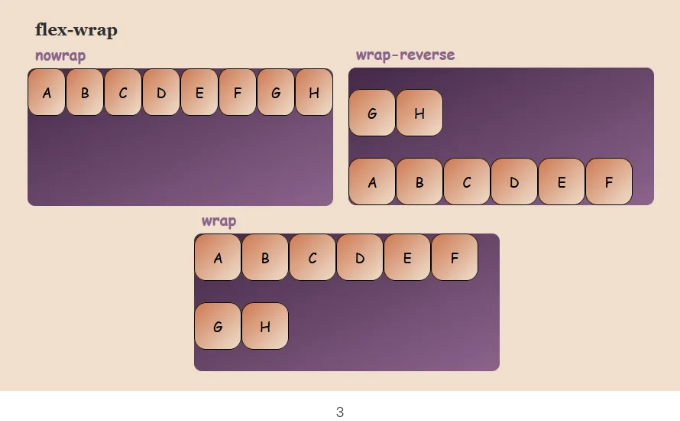 flex-wrap
nowrap
A B C D E F G H
wrap-reverse
G H
A B C D E F
wrap
A B C D E F
G H
3